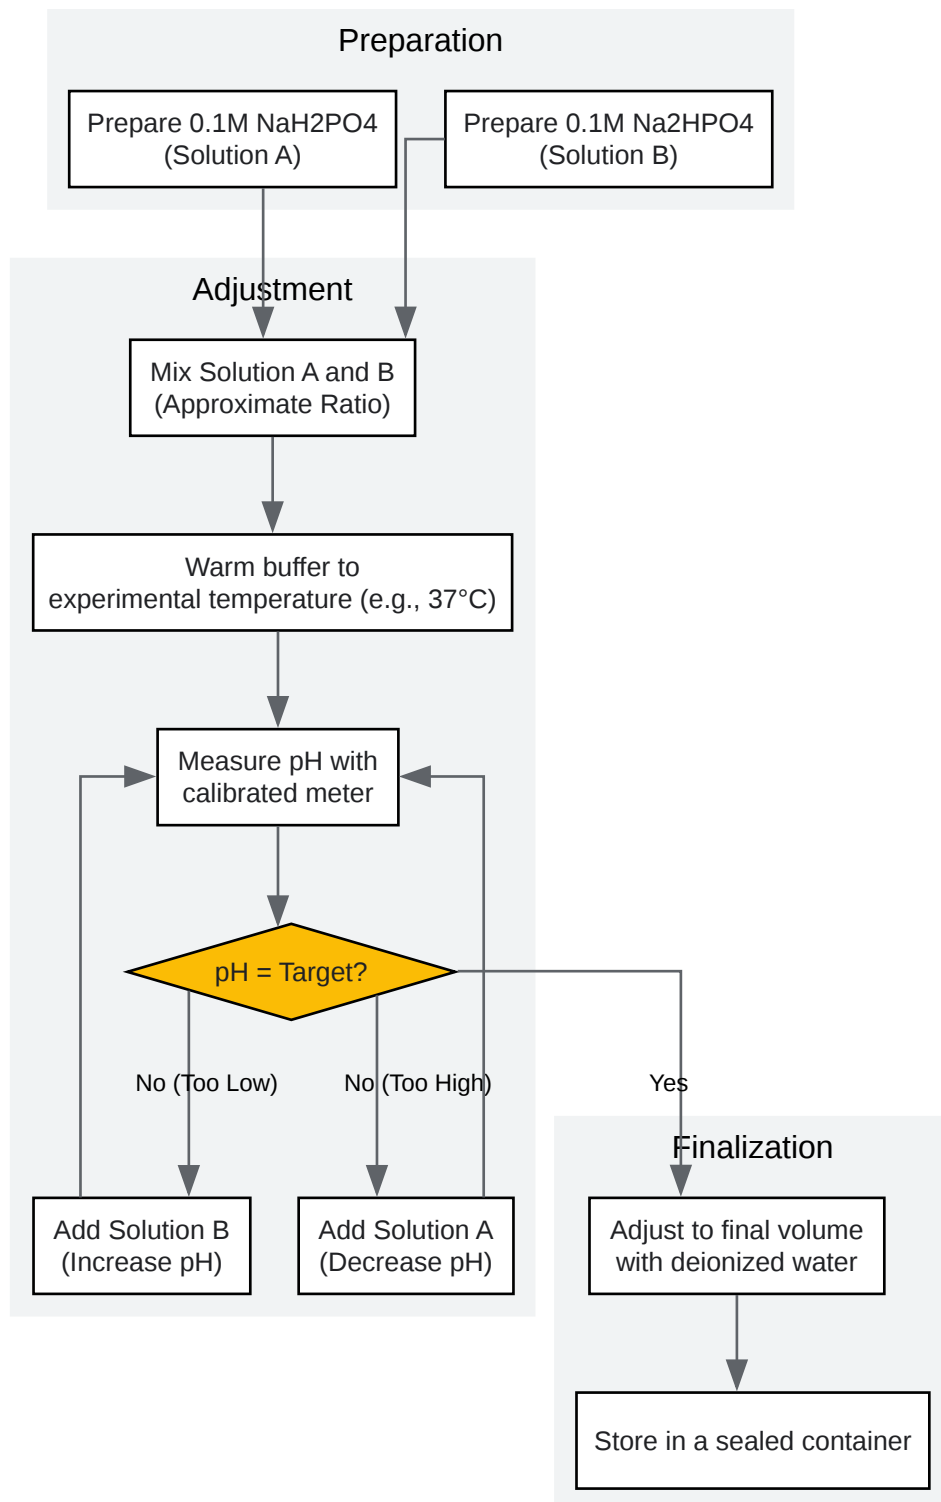 Preparation
Prepare 0.1M NaH2PO4
(Solution A)
Prepare 0.1M Na2HPO4
(Solution B)
Adjustment
Mix Solution A and B
(Approximate Ratio)
Warm buffer to
experimental temperature (e.g., 37°C)
Measure pH with
calibrated meter
pH = Target?
No (Too Low)
No (Too High)
Yes
Finalization
Add Solution B
(Increase pH)
Add Solution A
(Decrease pH)
Adjust to final volume
with deionized water
Store in a sealed container